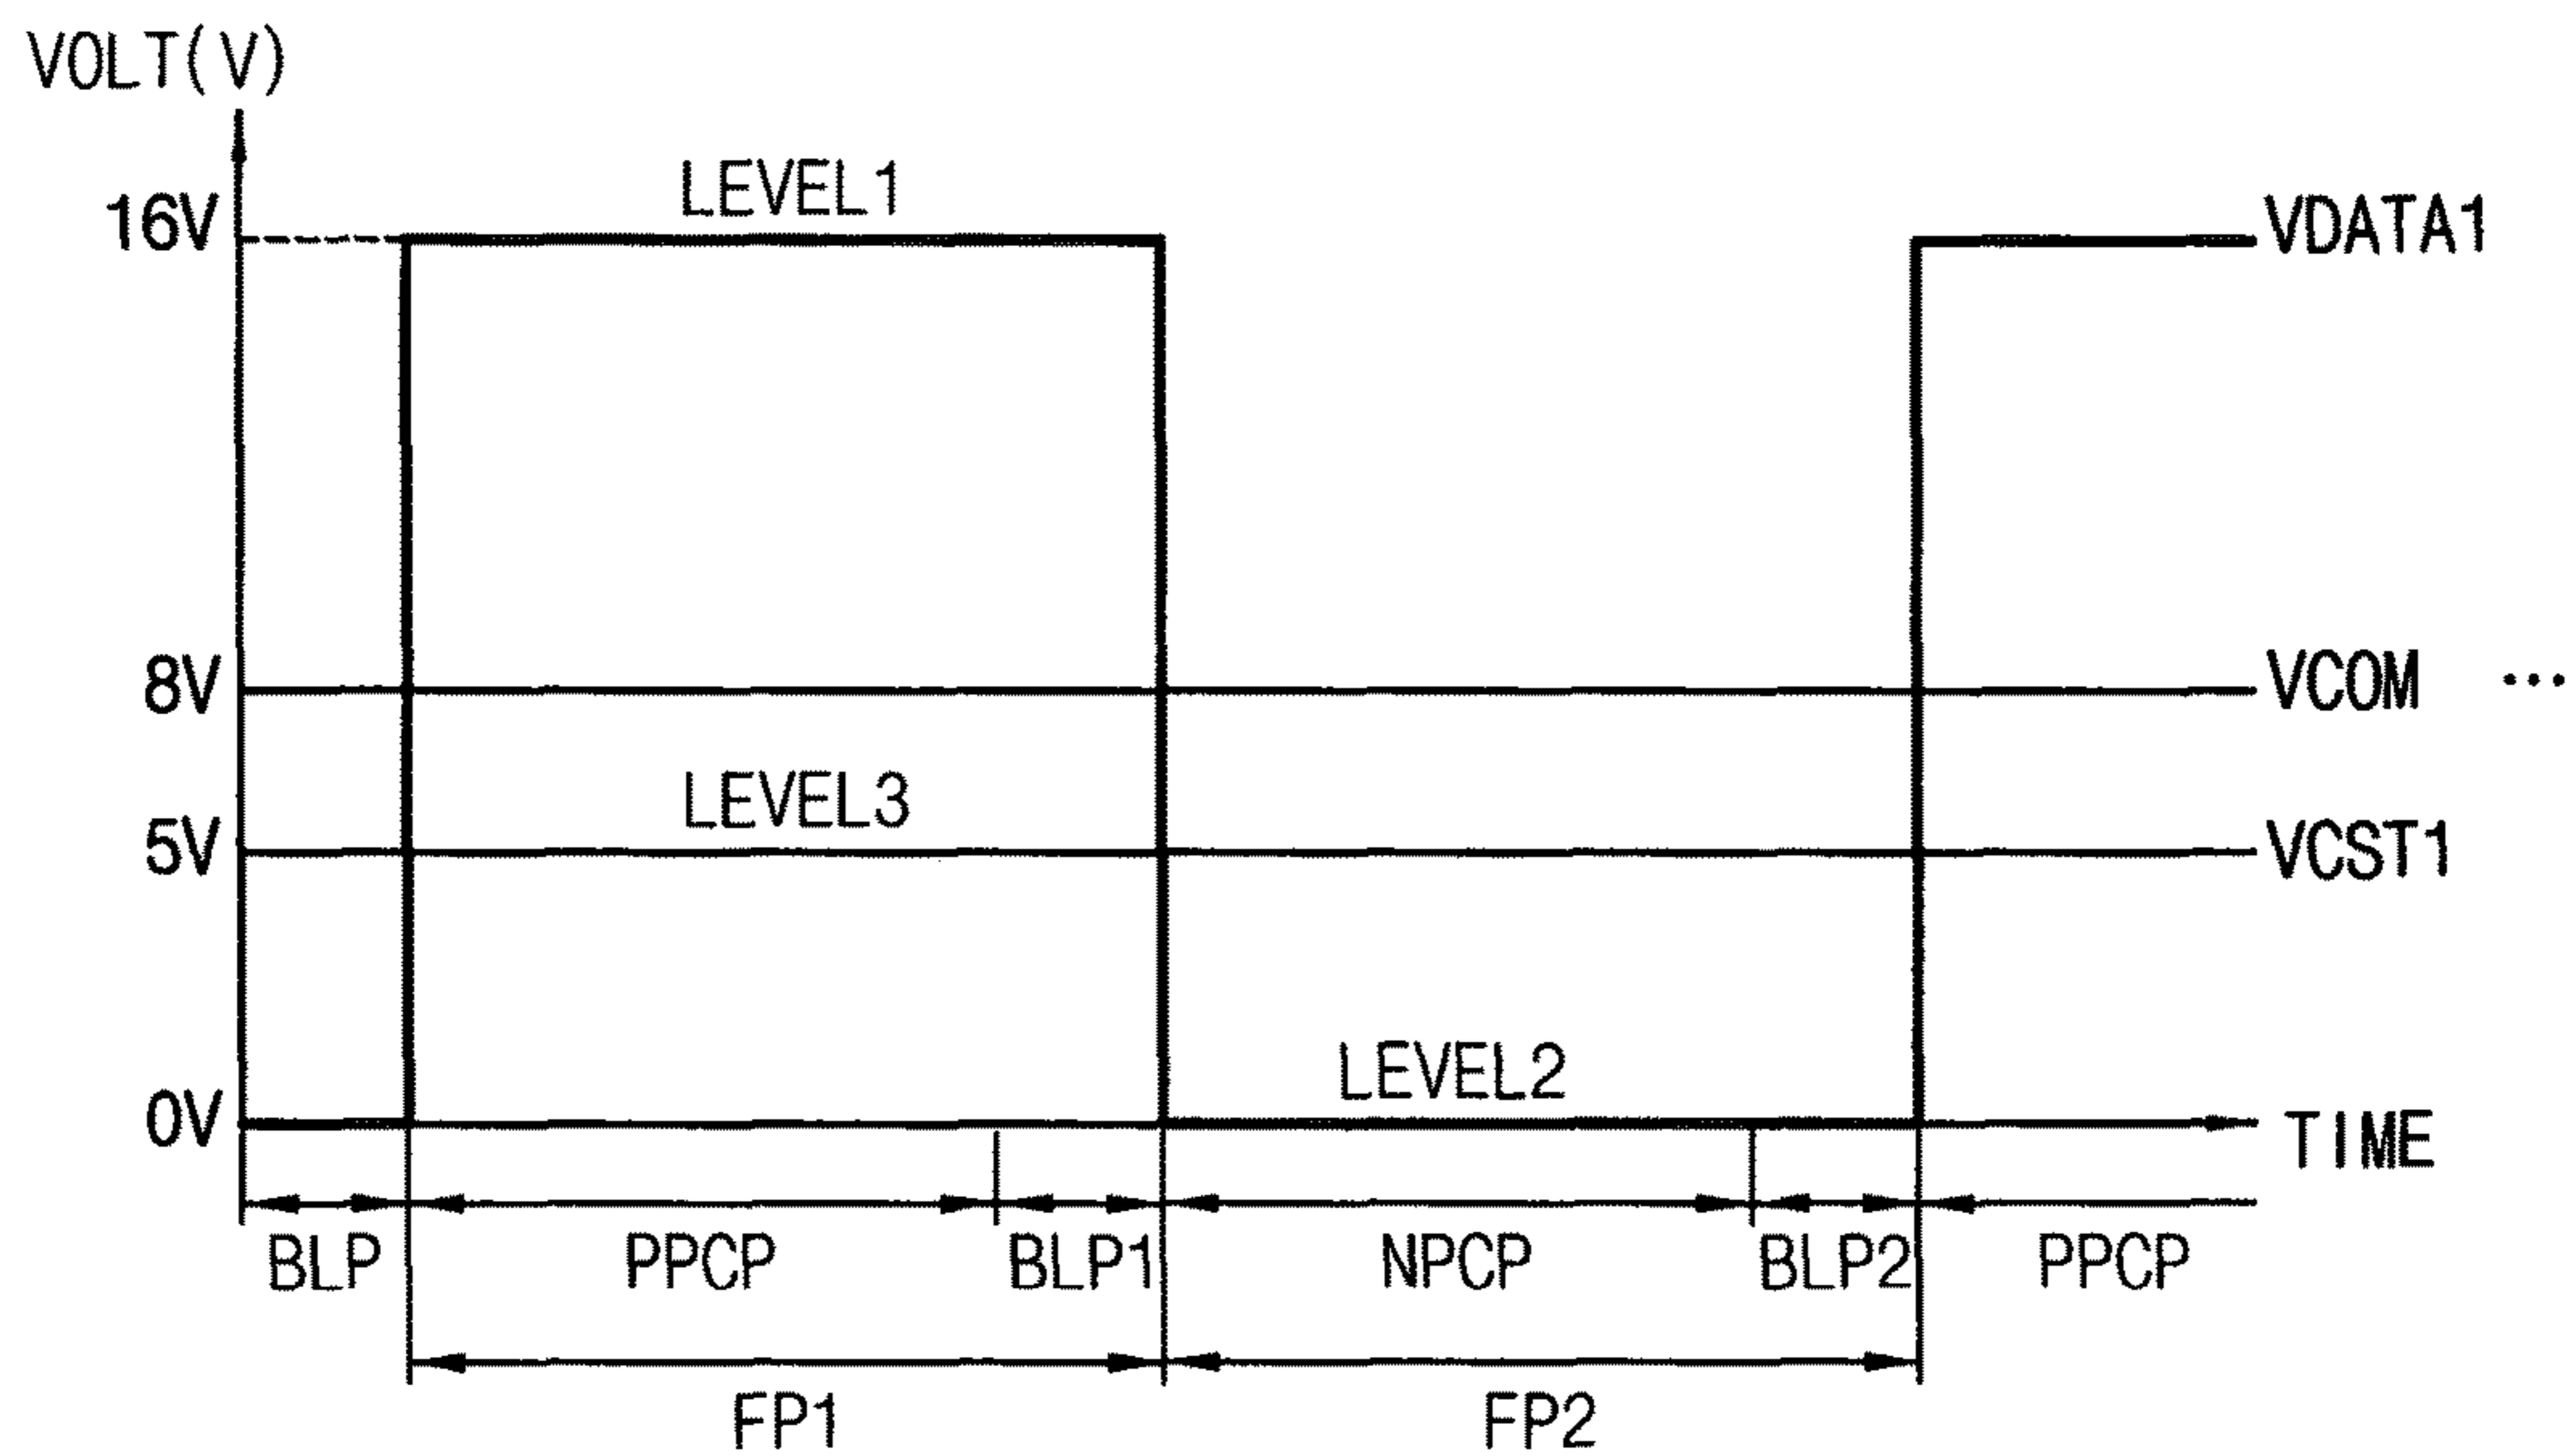 VOLT(V)
LEVEL1
16V
VDATA1
8V
VCOM ...
LEVEL3
5V
VCST1
LEVEL2
0V
TIME
BLP PPCP BLP1 NPCP BLP2 PPCP
FP1 FP2